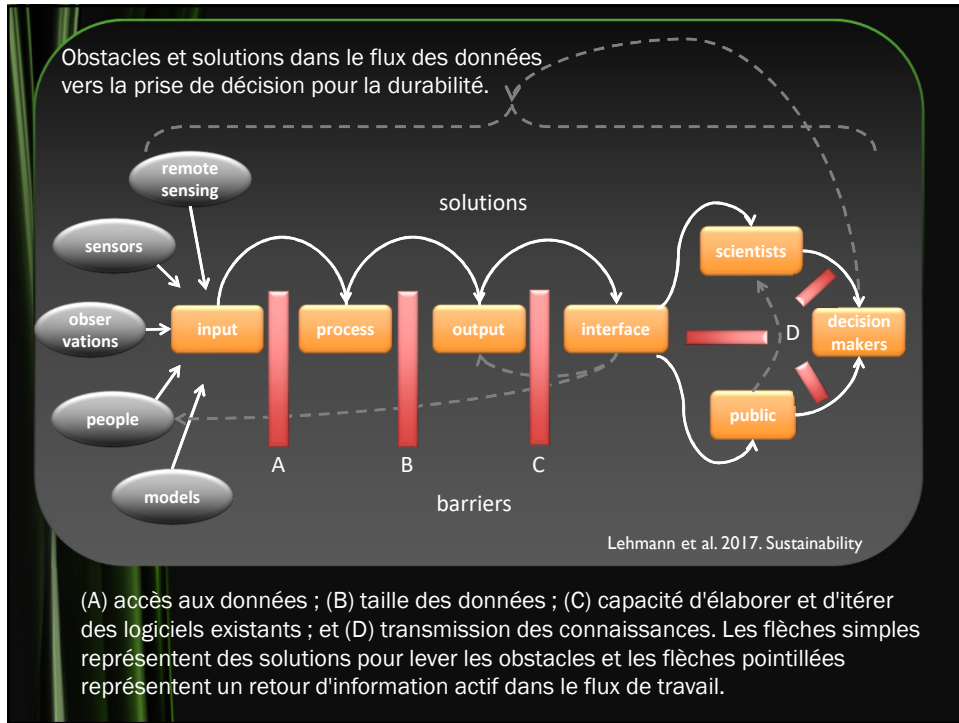 Obstacles et solutions dans le flux des données
vers la prise de décision pour la durabilité.
remote
sensing
solutions
sensors
scientists
obser
vations
input
process
output
interface
D
decision
makers
people
public
A
B
C
models
barriers
Lehmann et al. 2017. Sustainability
(A) accès aux données ; (B) taille des données ; (C) capacité d'élaborer et d'itérer
des logiciels existants ; et (D) transmission des connaissances. Les flèches simples
représentent des solutions pour lever les obstacles et les flèches pointillées
représentent un retour d'information actif dans le flux de travail.